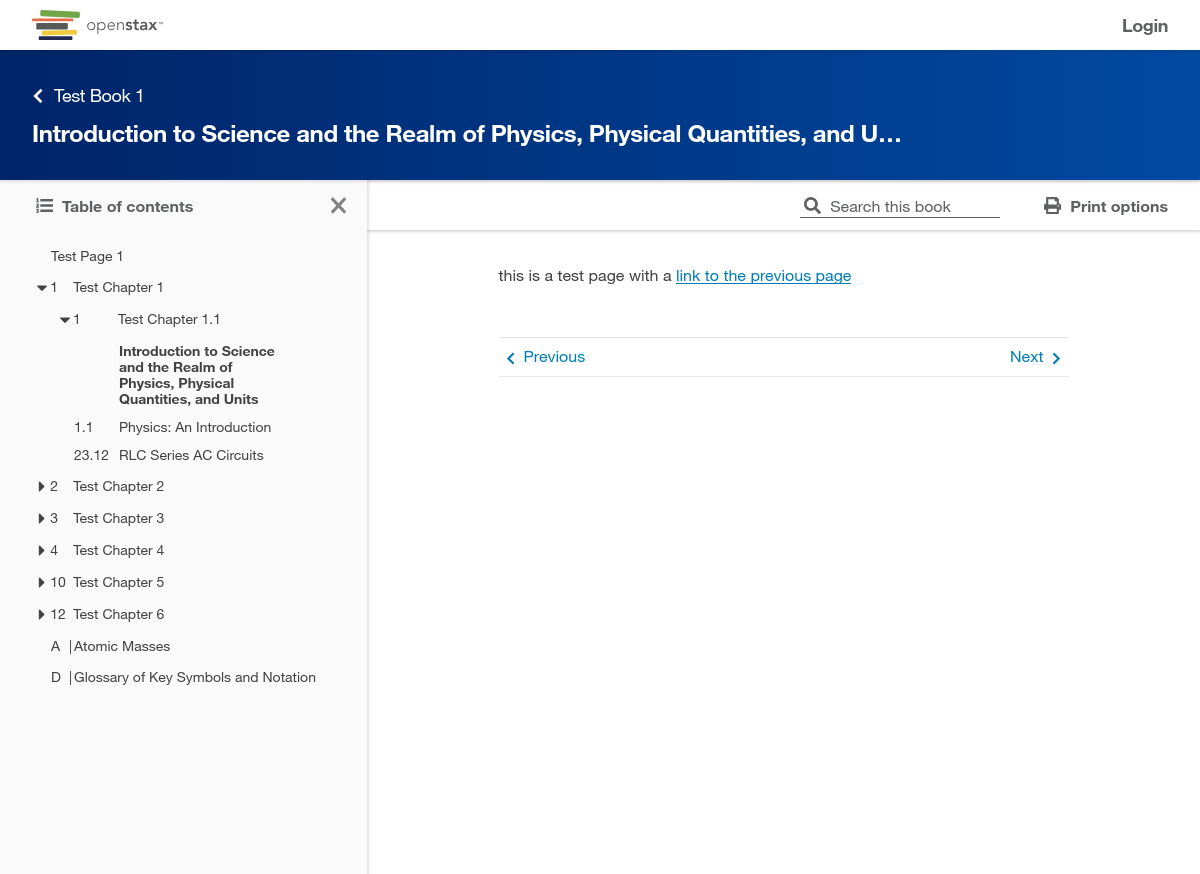 openstax
Login
Test Book 1
Introduction to Science and the Realm of Physics, Physical Quantities, and U...
Table of contents
Search this book
Print options
Test Page 1
1 Test Chapter 1
1 Test Chapter 1.1
Introduction to Science
and the Realm of
Physics, Physical
Quantities, and Units
1.1 Physics: An Introduction
23.12 RLC Series AC Circuits
2 Test Chapter 2
3 Test Chapter 3
4 Test Chapter 4
10 Test Chapter 5
12 Test Chapter 6
A |Atomic Masses
D |Glossary of Key Symbols and Notation
this is a test page with a link to the previous page
Previous
Next